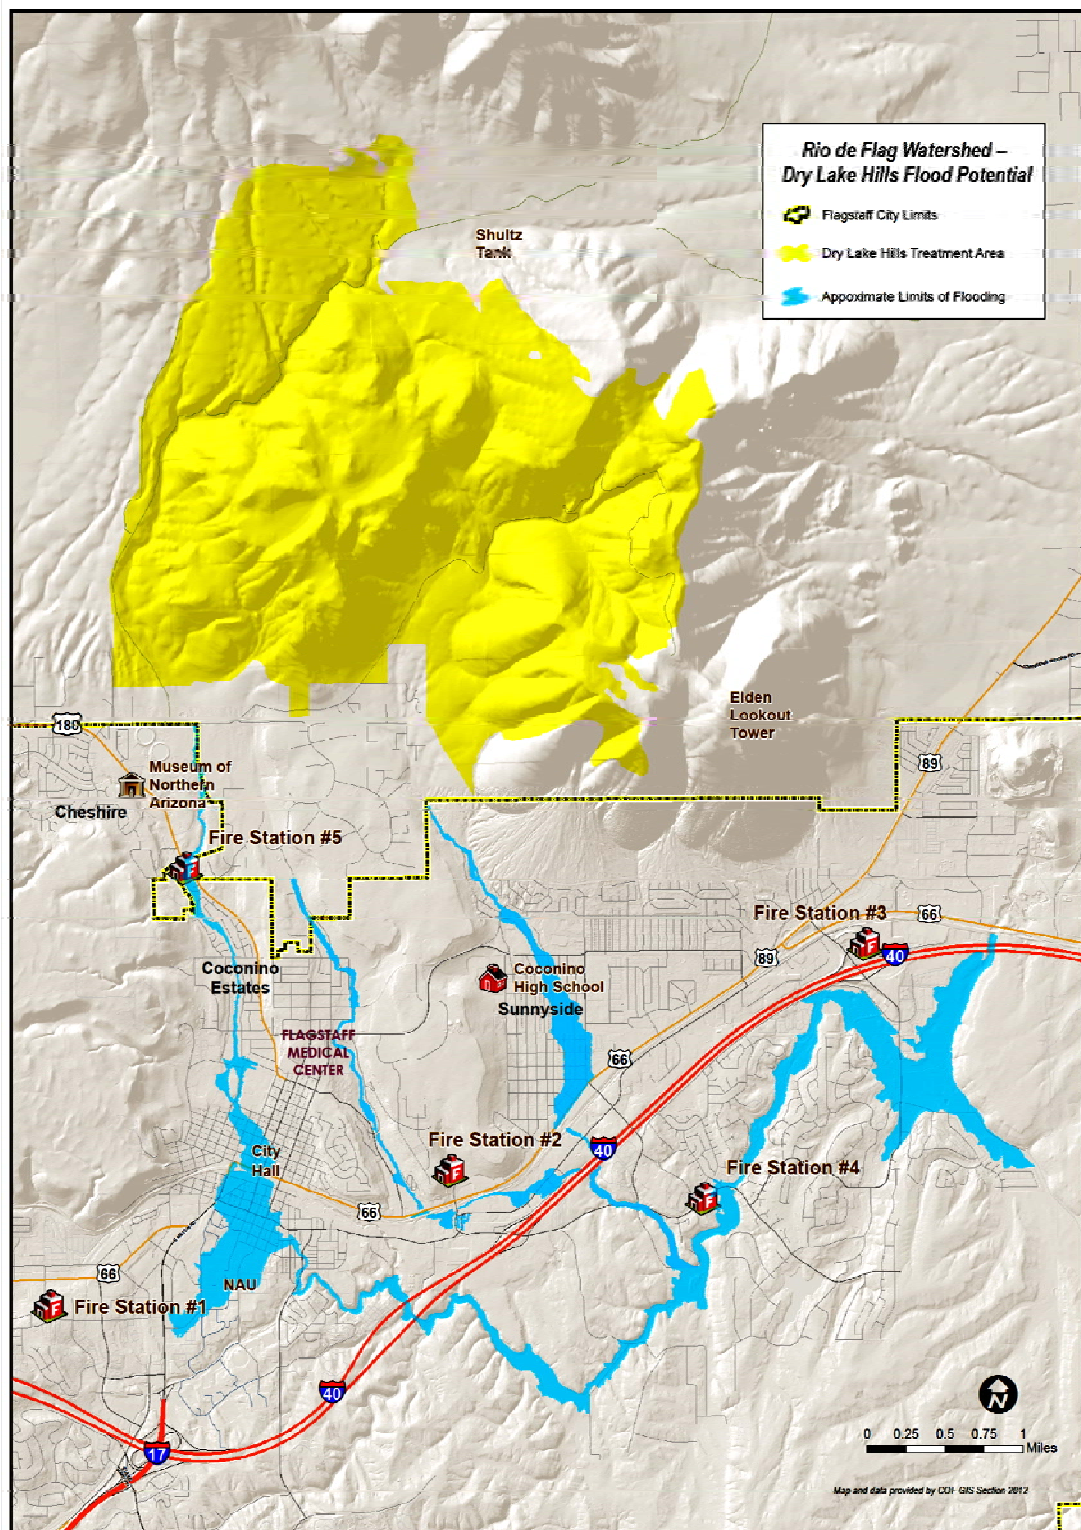 Rio de Flag Watershed –
Dry Lake Hills Flood Potential
Flagstaff City Limits
Dry Lake Hills Treatment Area
Appoximate Limits of Flooding
Shultz
Tank
Elden
Lookout
Tower
180
89
Museum of
Northern
Arizona
Cheshire
Fire Station #5
Fire Station #3
66
89
40
Coconino
Estates
Coconino
High School
Sunnyside
FLAGSTAFF
MEDICAL
CENTER
66
Fire Station #2
40
City
Hall
Fire Station #4
66
66
NAU
Fire Station #1
40
17
N
0 0.25 0.5 0.75 1
Miles
Map and data provided by COF GIS Section 2012